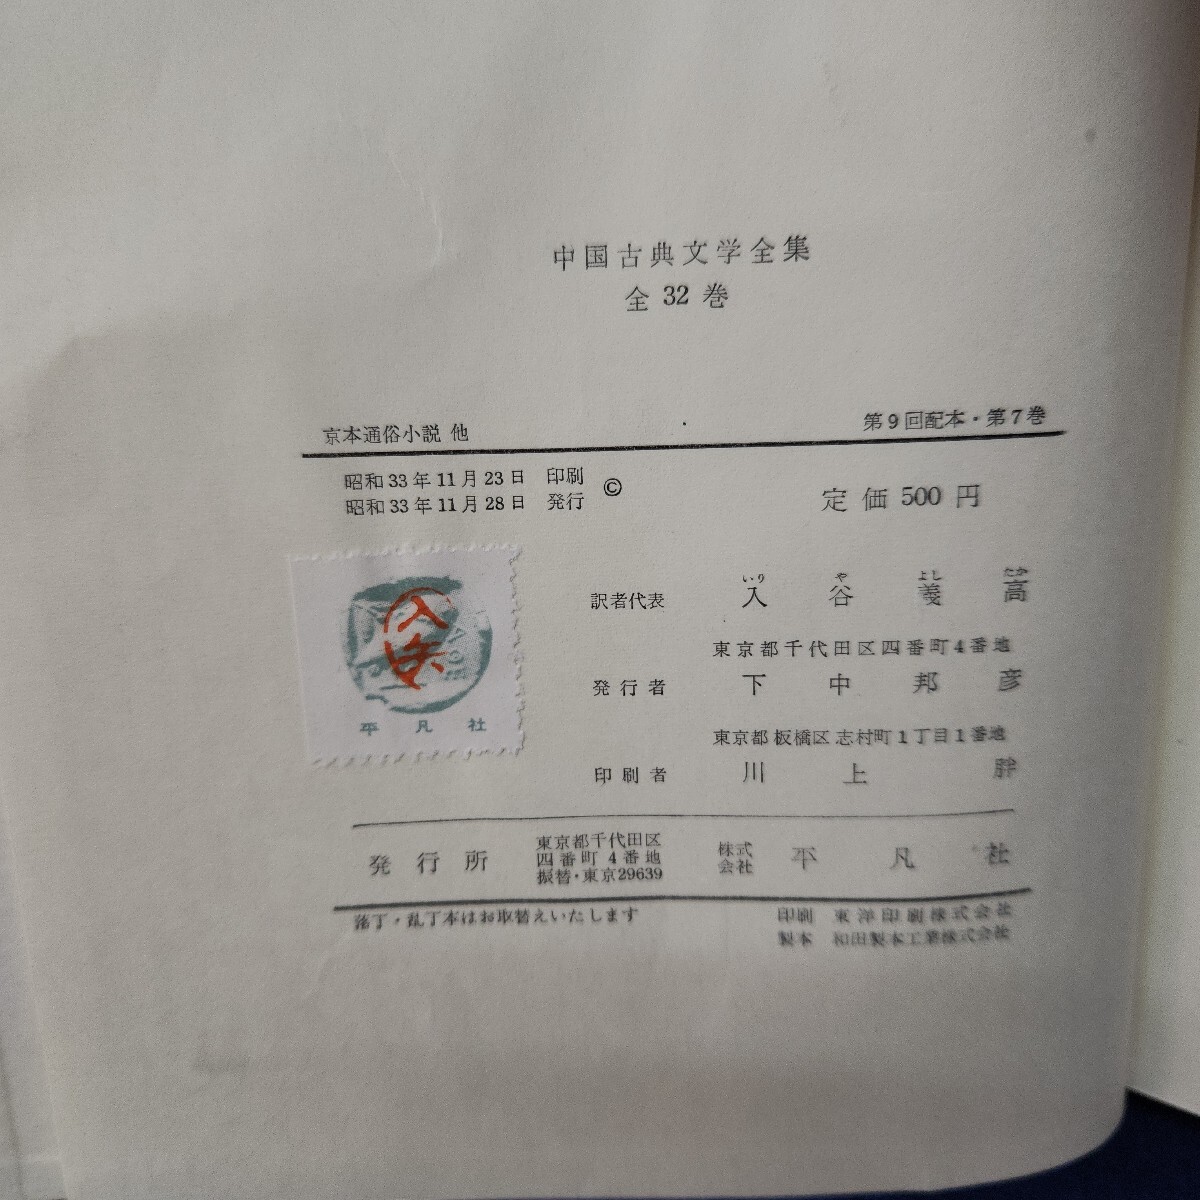 中国古典文学全集
全 32 巻
京本通俗小説 他
第9回配本・第7巻
昭和33年11月23日 印刷
昭和33年11月28日 発行
©
定価 500 円
いり や よし たか
訳者代表 入谷義高
東京都千代田区四番町4番地
発行者 下中邦彦
東京都板橋区志村町1丁目1番地
印刷者 川上
平凡社
発行所
東京都千代田区
四番町4番地
振替・東京29639
株式
会社
平凡社
落丁・乱丁本はお取替えいたします
印刷 東洋印刷株式会社
製本 和田製本工業株式会社